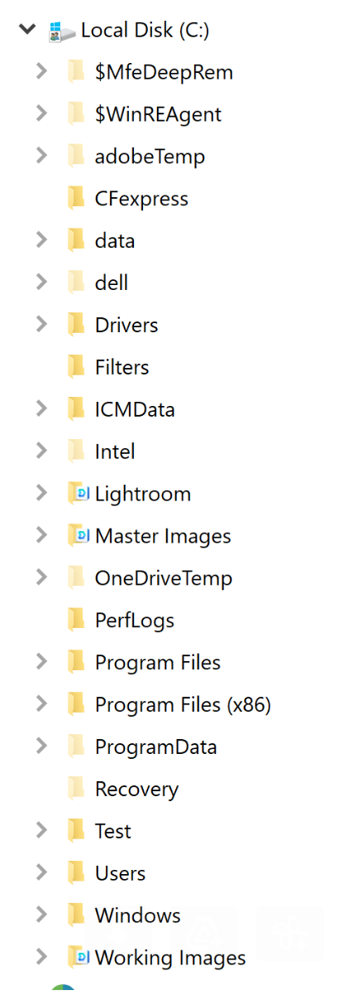 Local Disk (C:)
$MfeDeepRem
$WinREAgent
adobeTemp
CFexpress
data
dell
Drivers
Filters
ICMData
Intel
Lightroom
Master Images
OneDriveTemp
PerfLogs
Program Files
Program Files (x86)
ProgramData
Recovery
Test
Users
Windows
Working Images